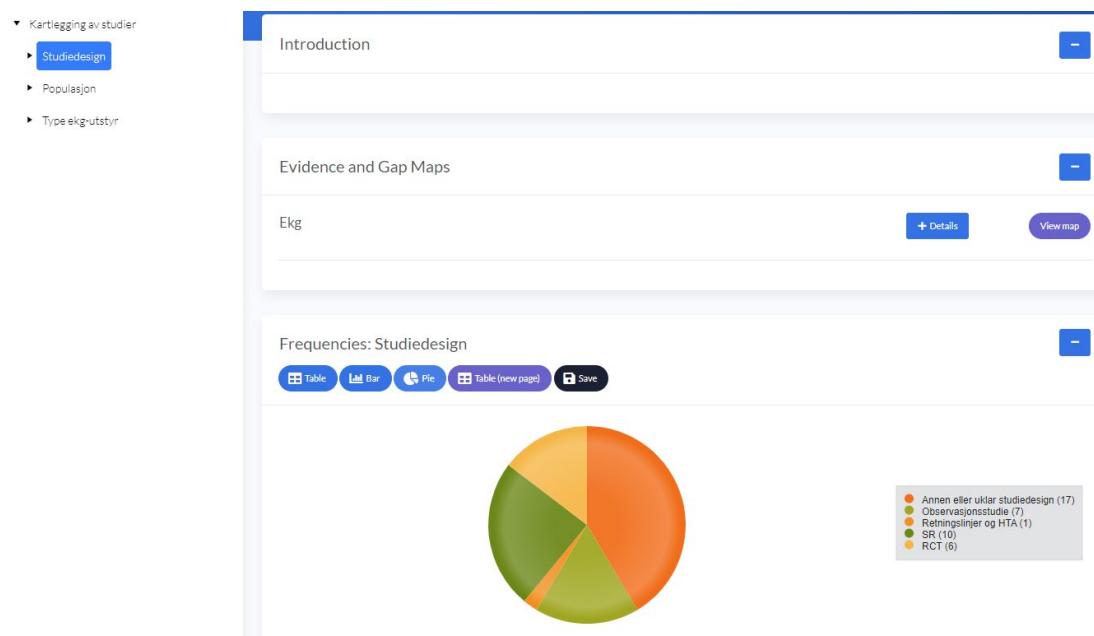 Kartlegging av studier
Studiedesign
Populasjon
Type ekg-utstyr
Introduction
Evidence and Gap Maps
Ekg
Details
View map
Frequencies: Studiedesign
Table
Bar
Pie
Table (new page)
Save
Annen eller uklar studiedesign (17)
Observasjonsstudie (7)
Retningslinjer og HTA (1)
SR (10)
RCT (6)